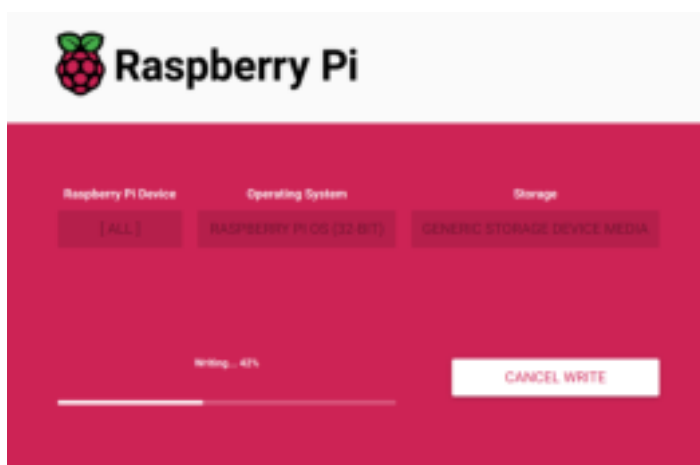 Raspberry Pi
Raspberry Pi Device
Operating System
Storage
[ ALL ]
RASPBERRY PI OS (32-BIT)
GENERIC STORAGE DEVICE MEDIA
Writing... 42%
CANCEL WRITE